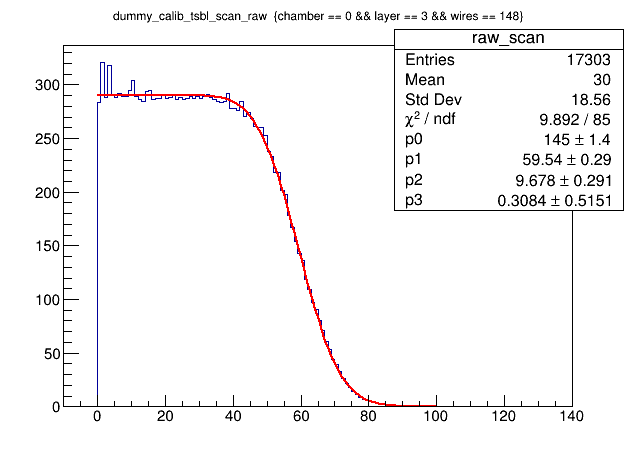 dummy_calib_tsbl_scan_raw {chamber == 0 && layer == 3 && wires == 148}
raw_scan
Entries 17303
Mean 30
Std Dev 18.56
χ² / ndf 9.892 / 85
p0 145 ± 1.4
p1 59.54 ± 0.29
p2 9.678 ± 0.291
p3 0.3084 ± 0.5151
300
250
200
150
100
50
0
0 20 40 60 80 100 120 140